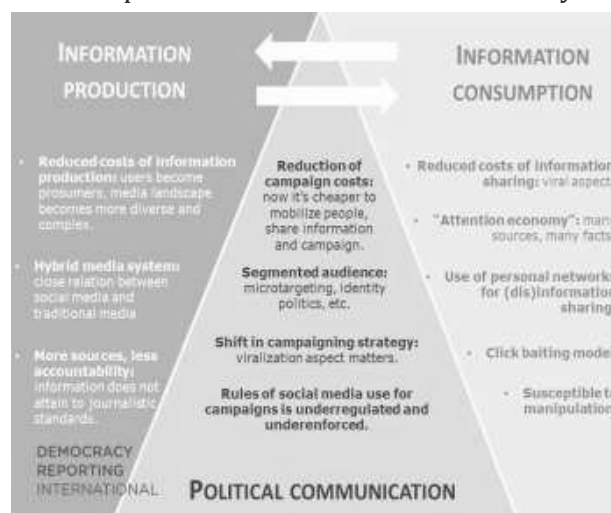 INFORMATION
PRODUCTION
• Reduced costs of information
production: users become
prosumers, media landscape
becomes more diverse and
complex.
• Hybrid media system:
close relation between
social media and
traditional media
• More sources, less
accountability:
information does not
attain to journalistic
standards.
DEMOCRACY
REPORTING
INTERNATIONAL
Reduction of
campaign costs:
now it's cheaper to
mobilize people,
share information
and campaign.
Segmented audience:
microtargeting, identity
politics, etc.
Shift in campaigning strategy:
viralization aspect matters.
Rules of social media use for
campaigns is underregulated and
underenforced.
POLITICAL COMMUNICATION
INFORMATION
CONSUMPTION
• Reduced costs of information
sharing: viral aspect
• "Attention economy": man
sources, many facts
• Use of personal network
for (dis)information
sharing
• Click baiting mode
• Susceptible t
manipulation